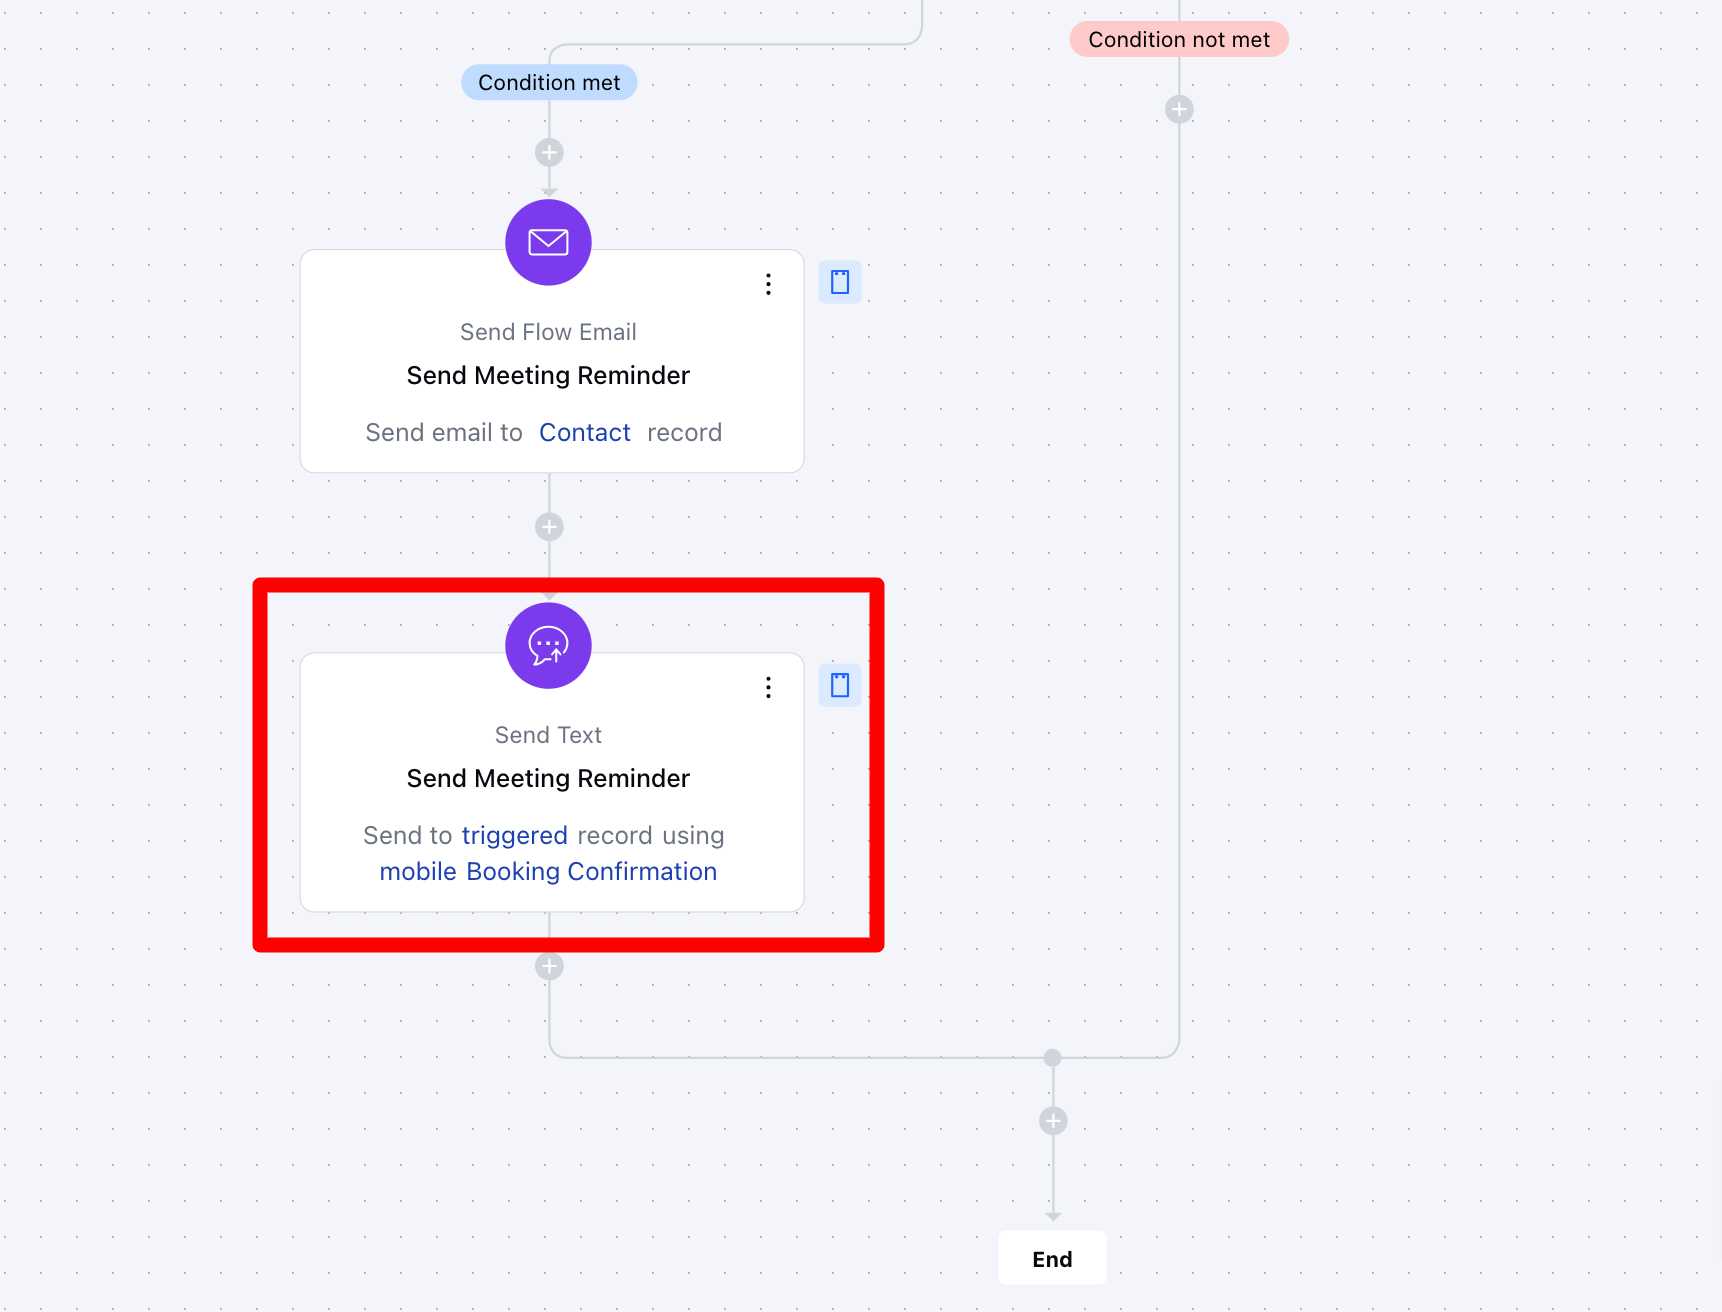 Condition not met
Condition met
Send Flow Email
Send Meeting Reminder
Send email to Contact record
Send Text
Send Meeting Reminder
Send to triggered record using
mobile Booking Confirmation
End